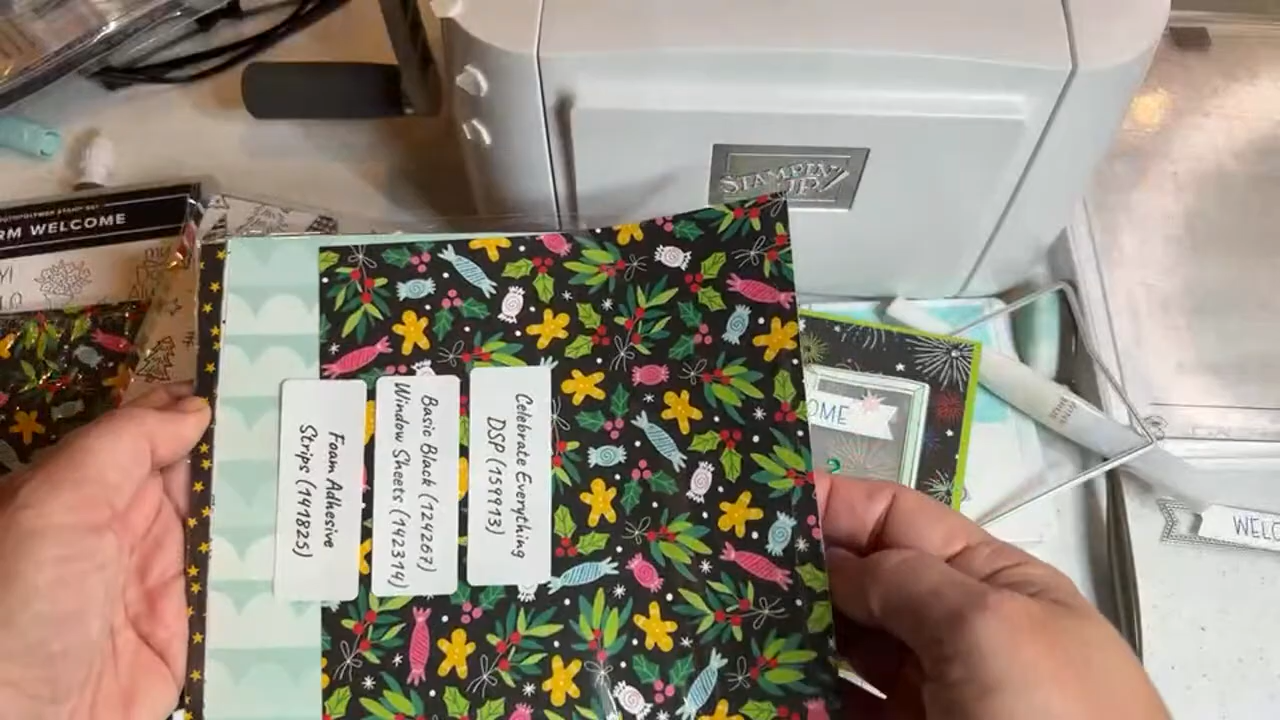 STAMPIN' UP!
RM WELCOME
Celebrate Everything
DSP (159913)
Basic Black (124267)
Window Sheets (142314)
Foam Adhesive
Strips (141825)
OME
WELC